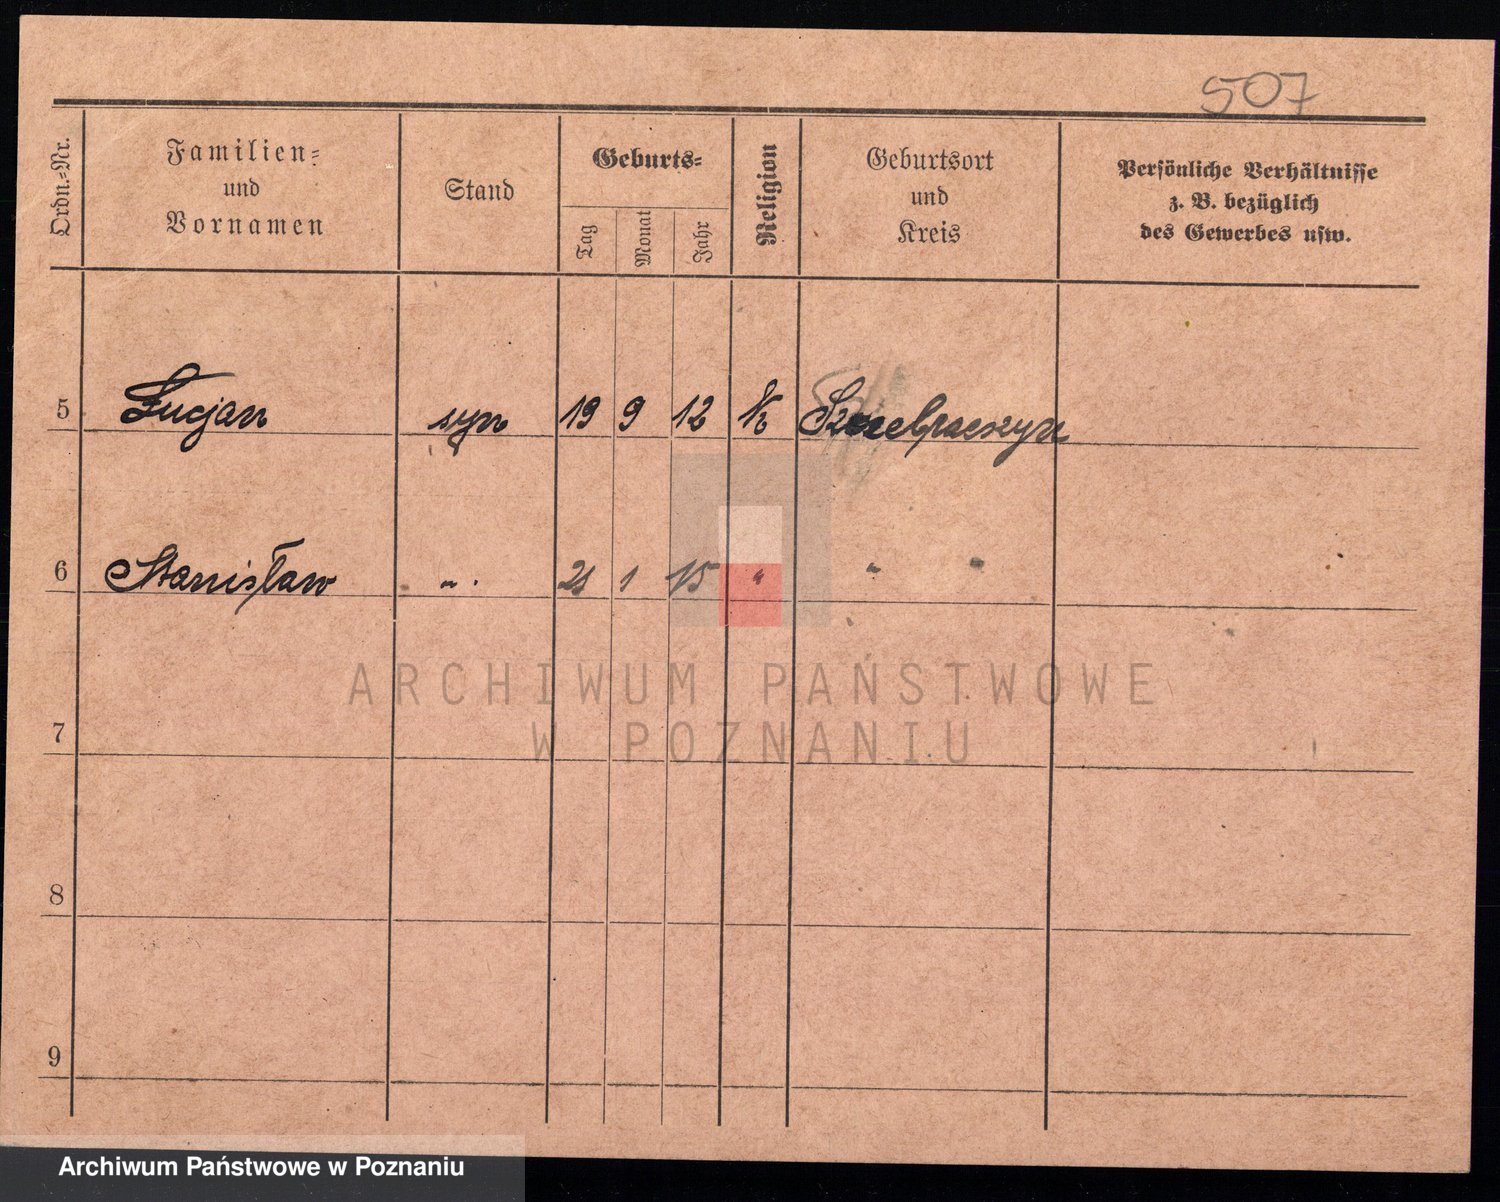 507
Ordn.-Nr.
Familien-
und
Vornamen
Stand
Geburts-
Tag
Monat
Jahr
Religion
Geburtsort
und
Kreis
Persönliche Verhältnisse
z. B. bezüglich
des Gewerbes usw.
5 Lucjan syn 19 9 12 Szczebrzeszyn
6 Stanisław " 21 1 15 " " "
7
8
9
ARCHIWUM PAŃSTWOWE
W POZNANIU
Archiwum Państwowe w Poznaniu